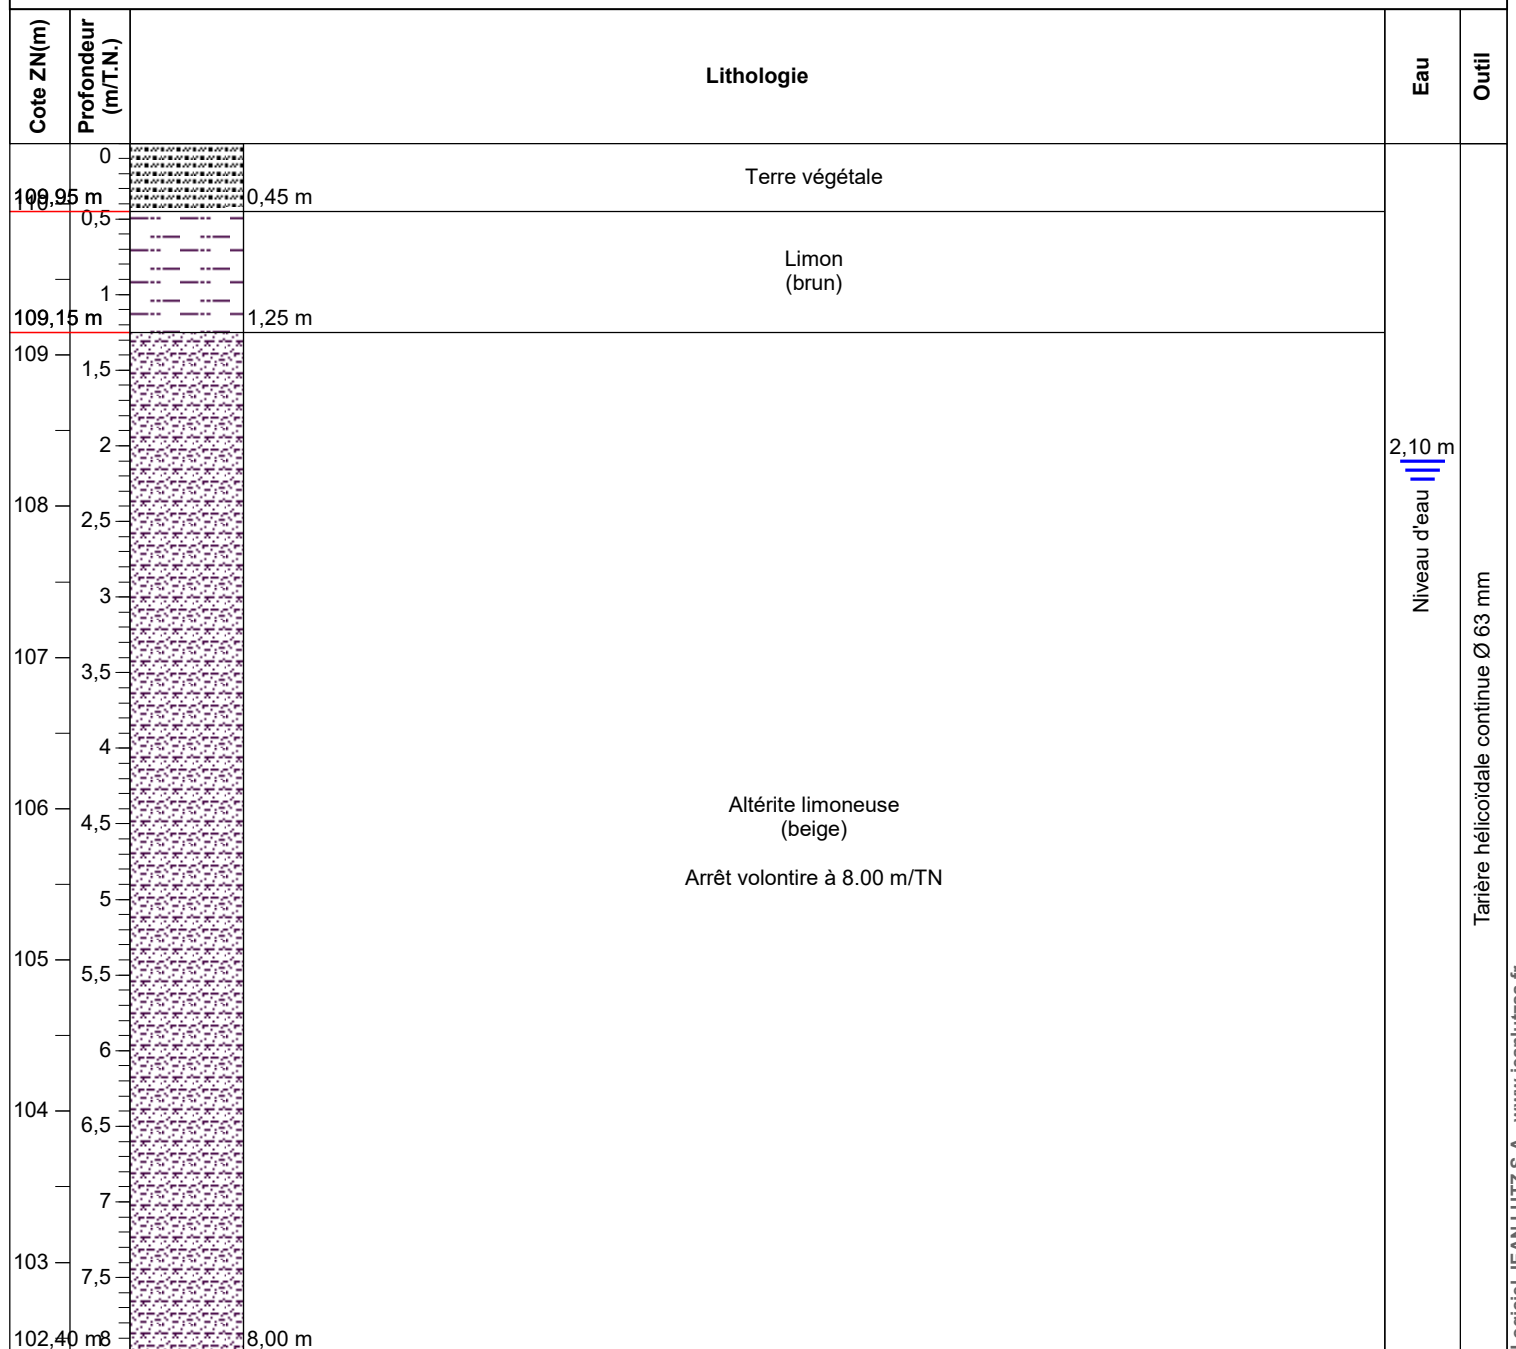 Cote ZN(m)
Profondeur
(m/T.N.)
Lithologie
Eau
Outil
0
Terre végétale
109,95 m
0,45 m
110
0,5
Limon
(brun)
1
109,15 m
1,25 m
109
1,5
2
2,10 m
108
2,5
Niveau d'eau
3
107
3,5
Tarière hélicoïdale continue Ø 63 mm
4
106
4,5
Altérite limoneuse
(beige)
Arrêt volontire à 8.00 m/TN
5
105
5,5
6
104
6,5
7
103
7,5
102,40 m
8
8,00 m